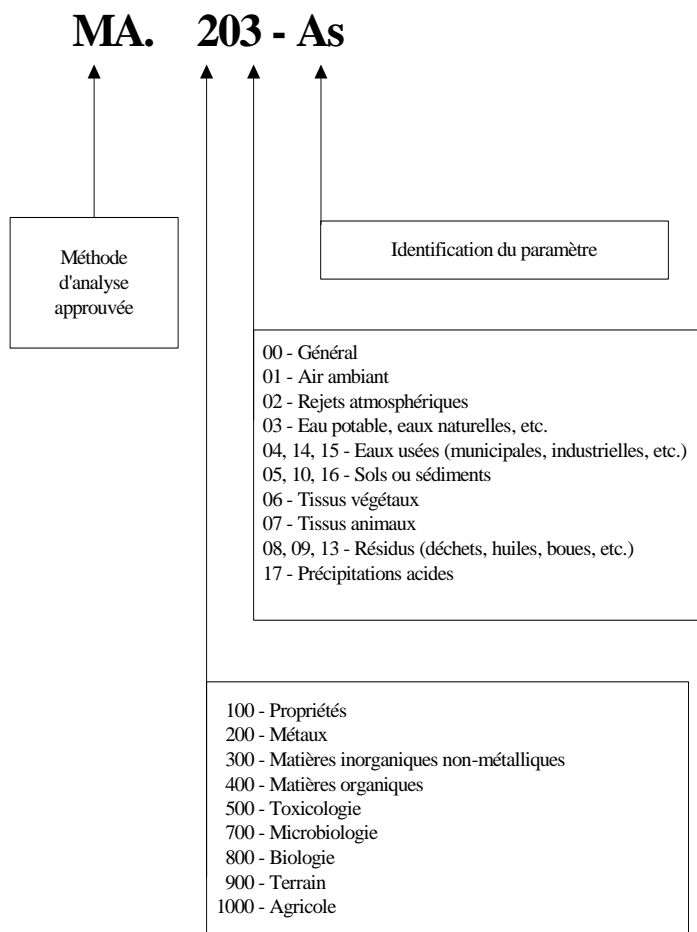 MA. 203 - As
Méthode
d'analyse
approuvée
Identification du paramètre
00 - Général
01 - Air ambiant
02 - Rejets atmosphériques
03 - Eau potable, eaux naturelles, etc.
04, 14, 15 - Eaux usées (municipales, industrielles, etc.)
05, 10, 16 - Sols ou sédiments
06 - Tissus végétaux
07 - Tissus animaux
08, 09, 13 - Résidus (déchets, huiles, boues, etc.)
17 - Précipitations acides
100 - Propriétés
200 - Métaux
300 - Matières inorganiques non-métalliques
400 - Matières organiques
500 - Toxicologie
700 - Microbiologie
800 - Biologie
900 - Terrain
1000 - Agricole